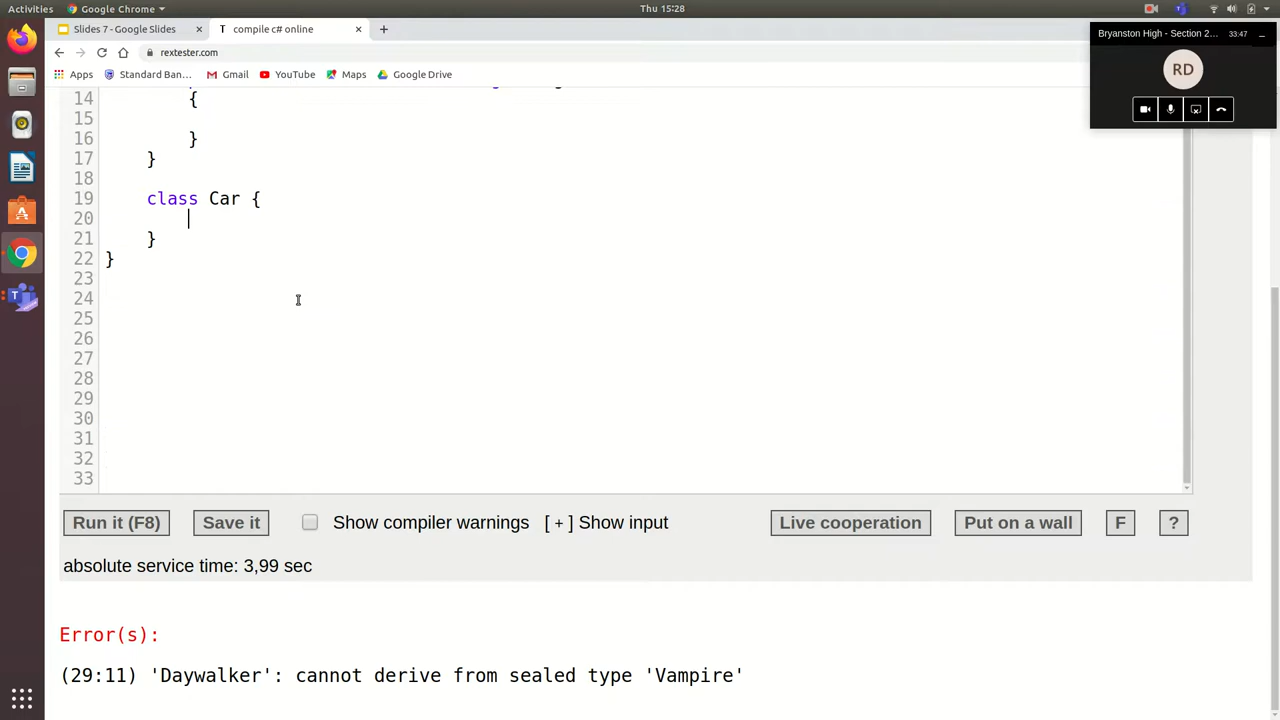 Activities Google Chrome Thu 15:28
Slides 7 - Google Slides
T compile c# online
rextester.com
Apps Standard Ban... Gmail YouTube Maps Google Drive
Bryanston High - Section 2... 33:47
RD
14 {
15
16 }
17 }
18
19 class Car {
20
21 }
22 }
23
24
25
26
27
28
29
30
31
32
33
Run it (F8) Save it Show compiler warnings [ + ] Show input Live cooperation Put on a wall F ?
absolute service time: 3,99 sec
Error(s):
(29:11) 'Daywalker': cannot derive from sealed type 'Vampire'